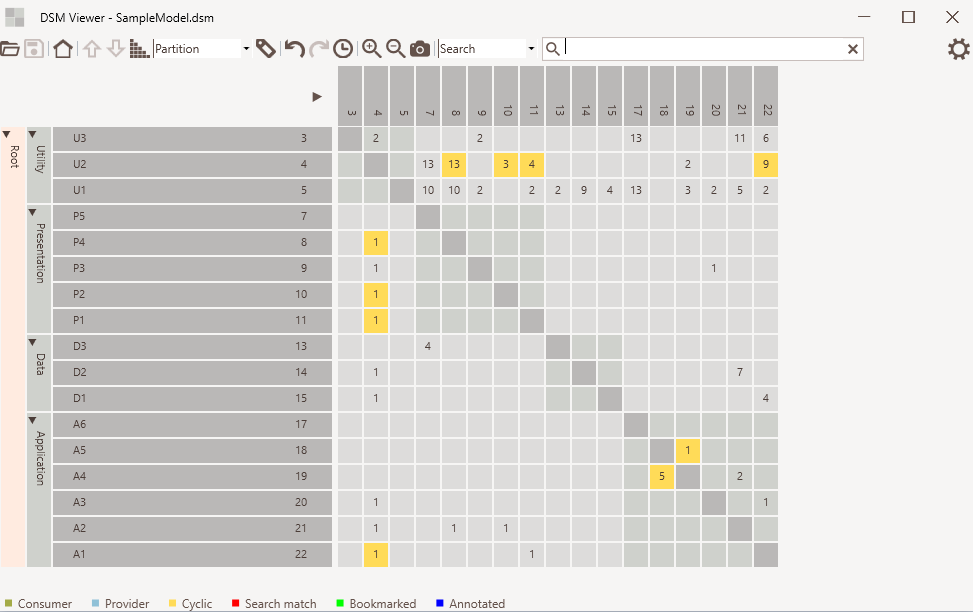 DSM Viewer - SampleModel.dsm
Partition Search
3 4 5 7 8 9 10 11 13 14 15 17 18 19 20 21 22
Root
Utility
U3 3 2 2 13 11 6
U2 4 13 13 3 4 2 9
U1 5 10 10 2 2 2 9 4 13 3 2 5 2
Presentation
P5 7
P4 8 1
P3 9 1 1
P2 10 1
P1 11 1
Data
D3 13 4
D2 14 1 7
D1 15 1 4
Application
A6 17
A5 18 1
A4 19 5 2
A3 20 1 1
A2 21 1 1 1
A1 22 1 1
Consumer Provider Cyclic Search match Bookmarked Annotated